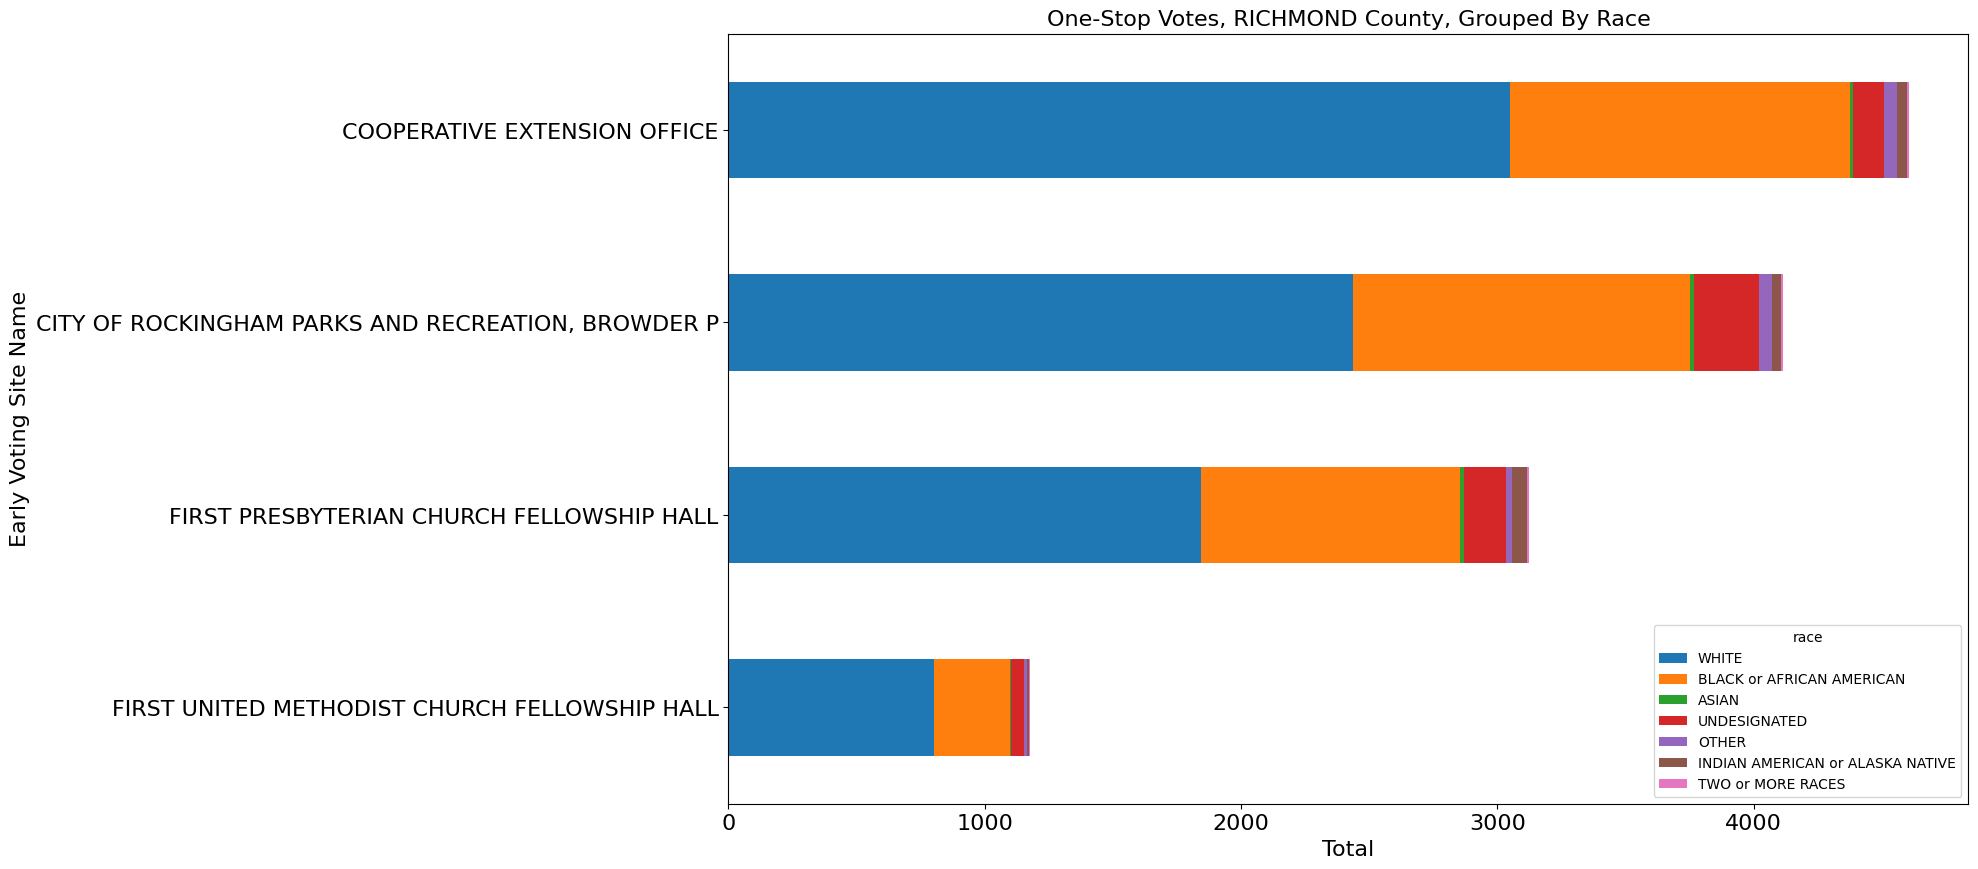 One-Stop Votes, RICHMOND County, Grouped By Race
Early Voting Site Name
COOPERATIVE EXTENSION OFFICE
CITY OF ROCKINGHAM PARKS AND RECREATION, BROWDER P
FIRST PRESBYTERIAN CHURCH FELLOWSHIP HALL
FIRST UNITED METHODIST CHURCH FELLOWSHIP HALL
race
WHITE
BLACK or AFRICAN AMERICAN
ASIAN
UNDESIGNATED
OTHER
INDIAN AMERICAN or ALASKA NATIVE
TWO or MORE RACES
0 1000 2000 3000 4000
Total